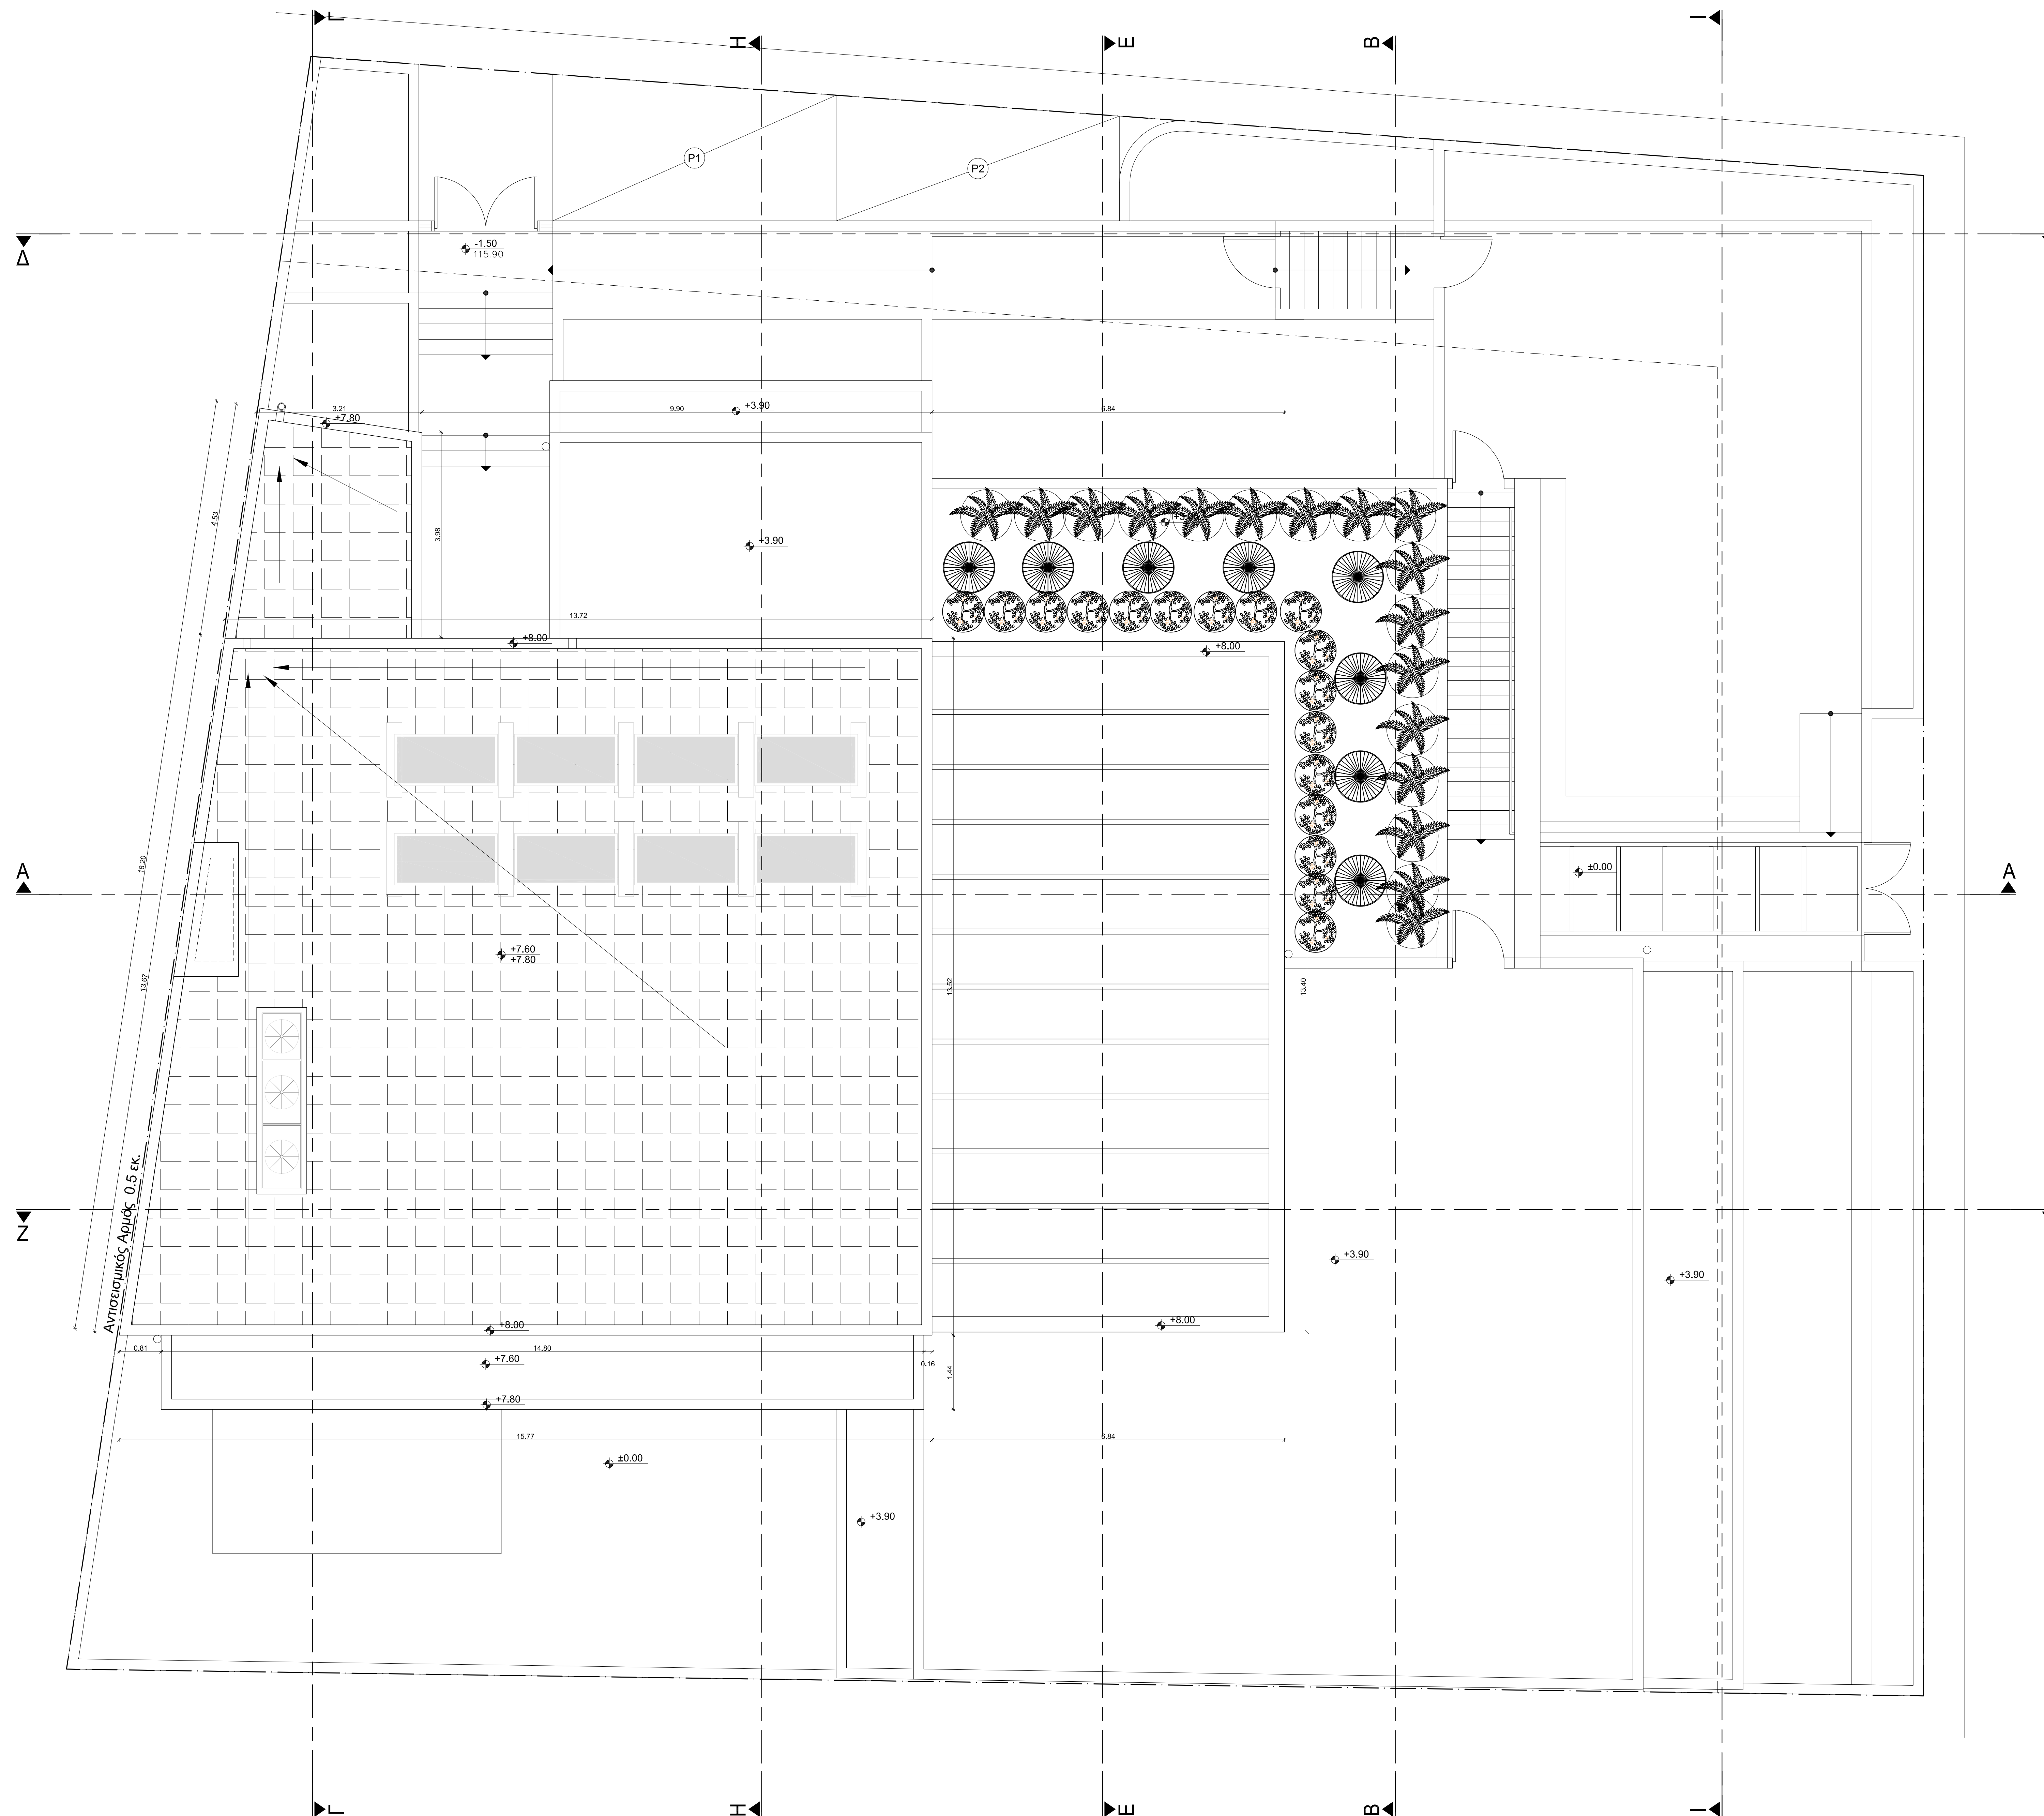 Γ
Η
Ε
Β
Ι
P1
P2
Δ
-1.50
115.90
3,21
+7.80
9,90
+3.90
6,84
4,53
3,98
+3.90
13,72
+8.00
+8.00
18,20
Α
±0.00
Α
+7.60
+7.80
13,67
13,52
13,40
Ζ
+3.90
+3.90
Αντισεισμικός Αρμός 0.5 εκ.
+8.00
+8.00
0,81
14,80
0,16
+7.60
1,44
+7.80
15,77
6,84
±0.00
+3.90
Γ
Η
Ε
Β
Ι